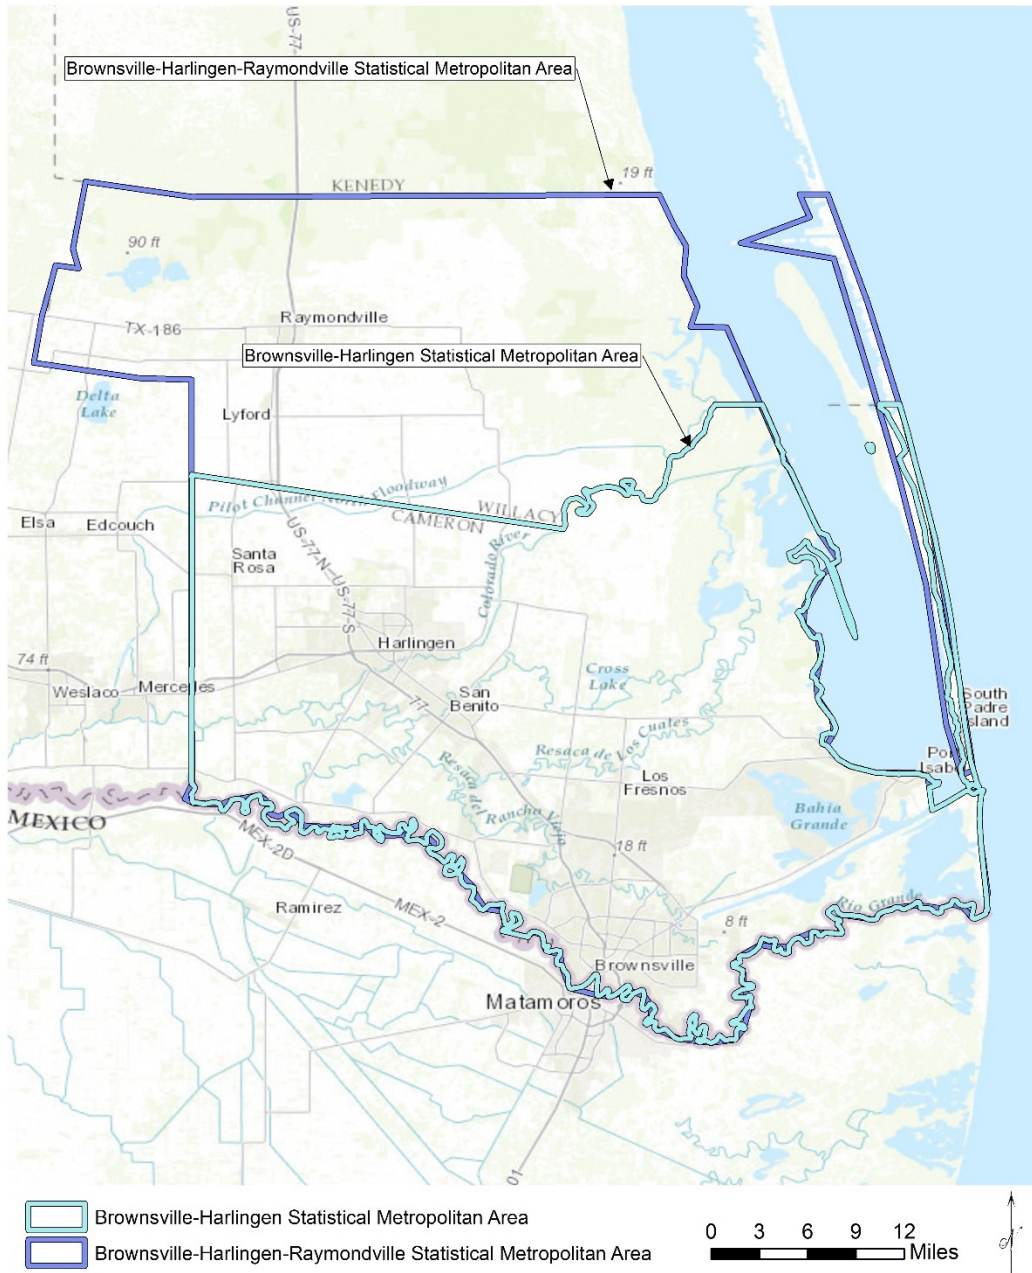 US-77-
Brownsville-Harlingen-Raymondville Statistical Metropolitan Area
19 ft
KENEDY
90 ft
Raymondville
TX-186
Brownsville-Harlingen Statistical Metropolitan Area
Delta
Lake
Lyford
Pilot Channel North Floodway
WILLACY
CAMERON
Elsa
Edcouch
US-77-N-US-77-S
Santa
Rosa
Colorado River
Harlingen
74 ft
Weslaco
Mercedes
Cross
Lake
San
Benito
77
South
Padre
Island
Resaca de Los Cuates
Port
Isabel
Los
Fresnos
Resaca del Rancho Viejo
Bahia
Grande
MEXICO
MEX-2D
18 ft
Ramirez
MEX-2
Rio Grande
8 ft
Brownsville
Matamoros
01
Brownsville-Harlingen Statistical Metropolitan Area
Brownsville-Harlingen-Raymondville Statistical Metropolitan Area
0 3 6 9 12
Miles